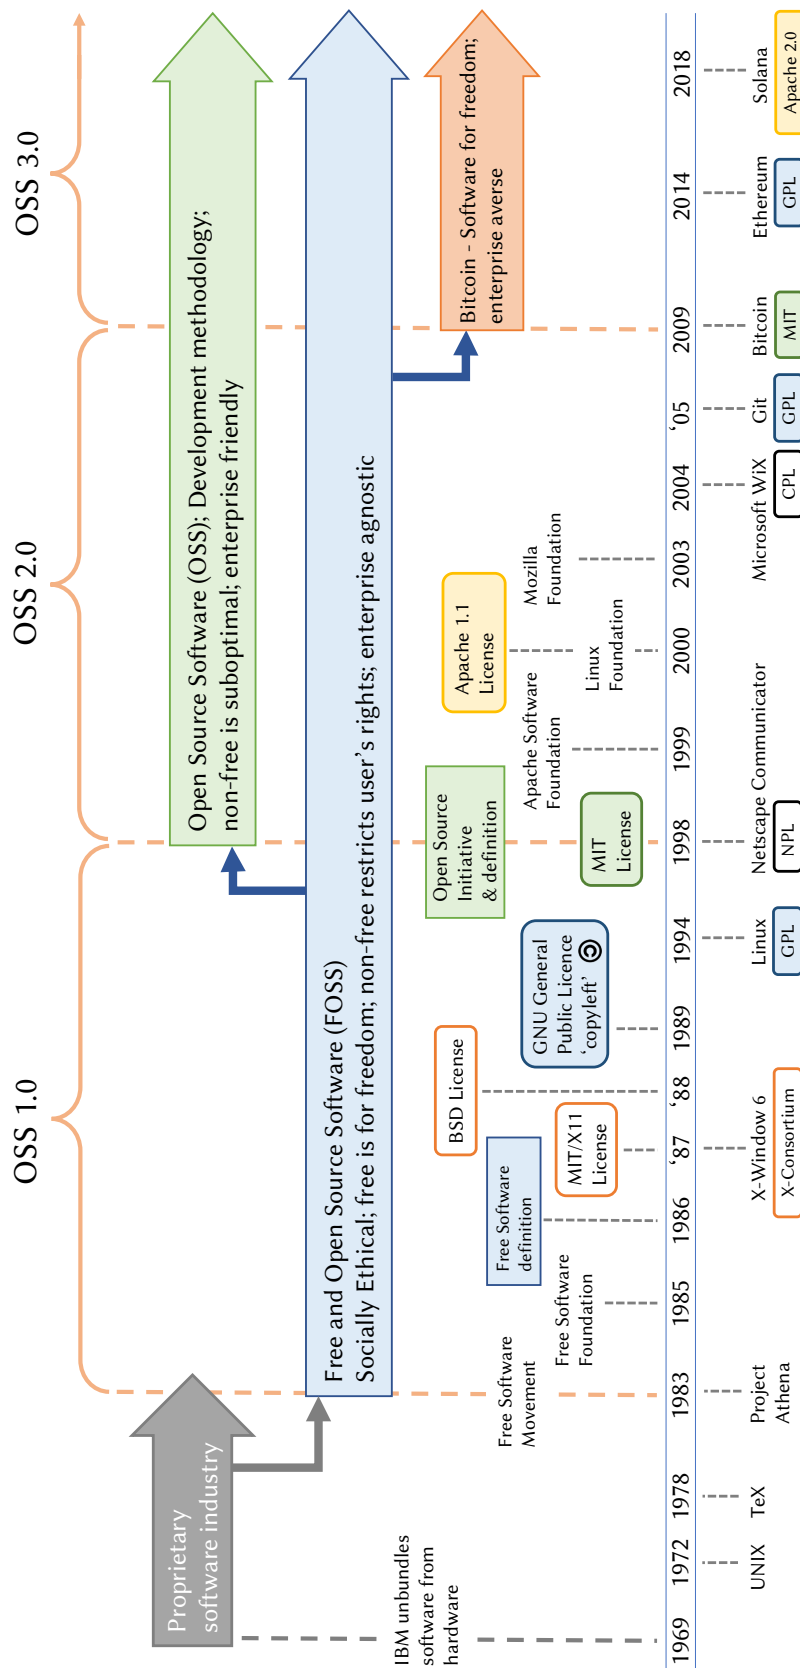 OSS 1.0
OSS 2.0
OSS 3.0
Proprietary
software industry
Open Source Software (OSS); Development methodology;
non-free is suboptimal; enterprise friendly
Free and Open Source Software (FOSS)
Socially Ethical; free is for freedom; non-free restricts user's rights; enterprise agnostic
Bitcoin - Software for freedom;
enterprise averse
IBM unbundles
software from
hardware
Free Software
Movement
Free Software
Foundation
Free Software
definition
MIT/X11
License
BSD License
GNU General
Public Licence
‘copyleft’ ©
Open Source
Initiative
& definition
MIT
License
Apache Software
Foundation
Apache 1.1
License
Linux
Foundation
Mozilla
Foundation
1969
1972
1978
1983
1985
1986
‘87
‘88
1989
1994
1998
1999
2000
2003
2004
‘05
2009
2014
2018
UNIX
TeX
Project
Athena
X-Window 6
X-Consortium
Linux
GPL
Netscape Communicator
NPL
Microsoft WiX
CPL
Git
GPL
Bitcoin
MIT
Ethereum
GPL
Solana
Apache 2.0